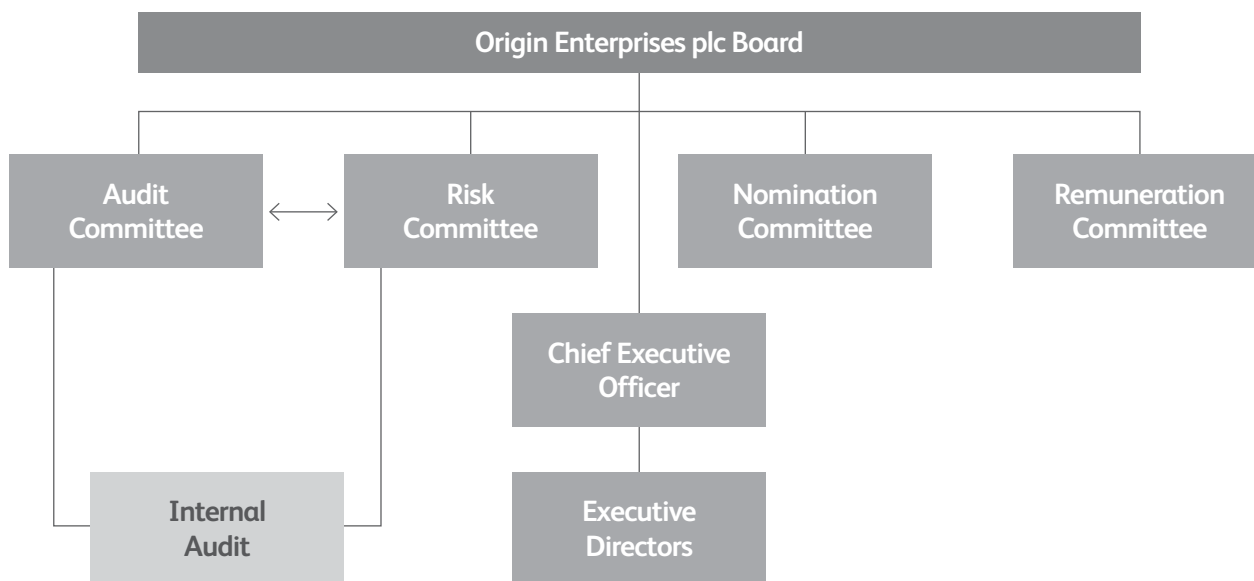 Origin Enterprises plc Board
Audit
Committee
Risk
Committee
Nomination
Committee
Remuneration
Committee
Chief Executive
Officer
Internal
Audit
Executive
Directors